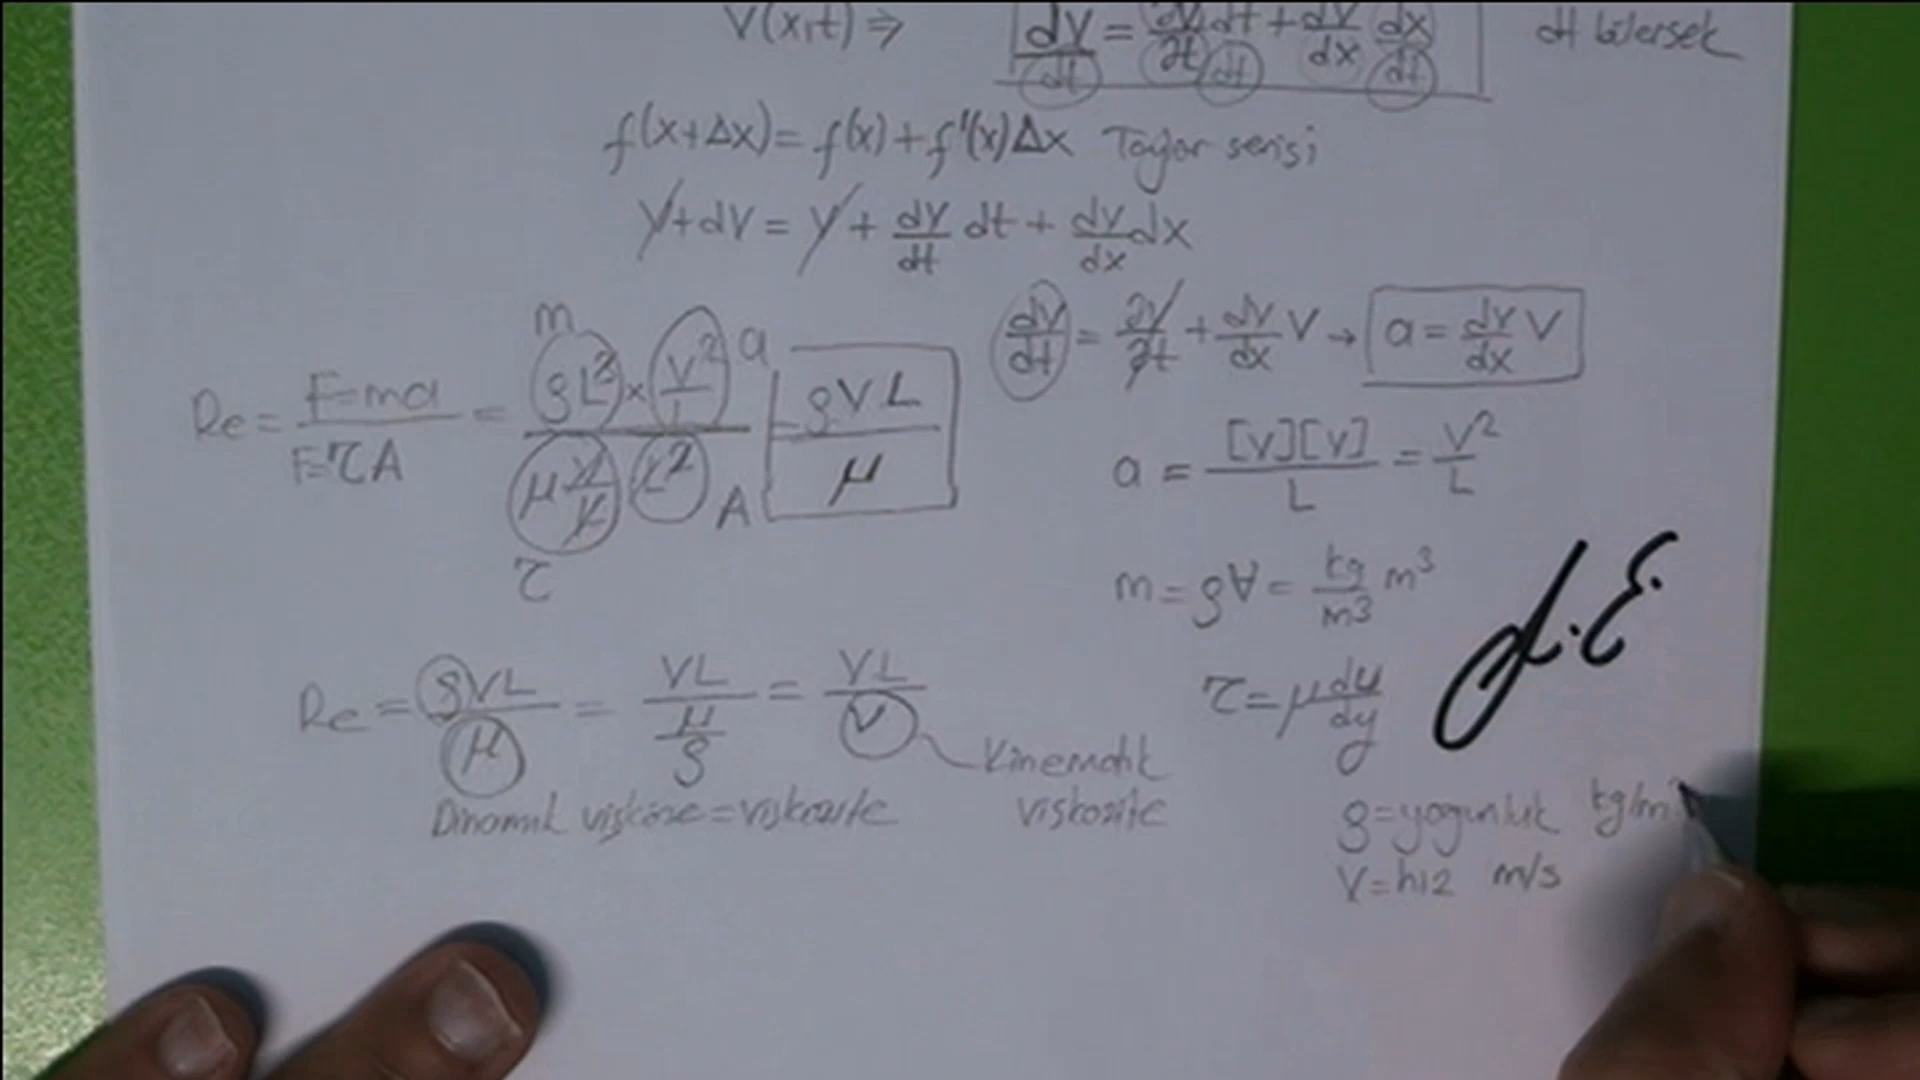 V(x,t) ⇒ dV/dt = ∂V/∂t dt/dt + dV/dx dx/dt dt bölersek
f(x+Δx) = f(x) + f'(x)Δx Taylor serisi
V + dV = V + dV/dt dt + dV/dx dx
dV/dt = ∂V/∂t + dV/dx V → a = dV/dx V
m a
Re = F=ma / F=τA = ρL³ x V²/L / μ V/L L² = ρVL / μ
A
τ
a = [V][V] / L = V²/L
m = ρV = kg/m³ m³
τ = μ du/dy
Re = ρVL / μ = VL / μ/ρ = VL / ν
Kinematik
viskozite
Dinamik viskoze = viskozite
ρ = yogunluk kg/m³
V = hız m/s
d.E